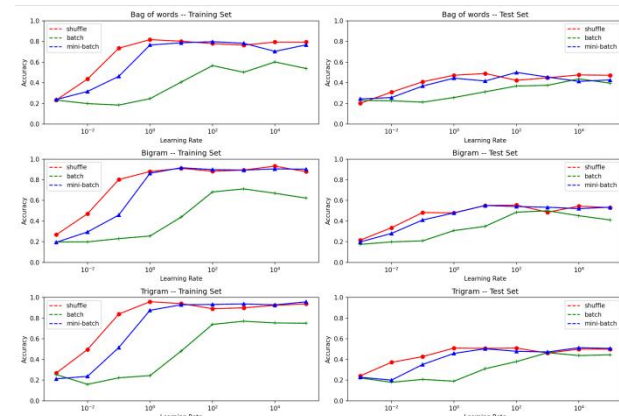 Bag of words -- Training Set
1.0
0.8
0.6
0.4
0.2
0.0
Accuracy
shuffle
batch
mini-batch
10⁻² 10⁰ 10² 10⁴
Learning Rate
Bag of words -- Test Set
1.0
0.8
0.6
0.4
0.2
0.0
Accuracy
shuffle
batch
mini-batch
10⁻² 10⁰ 10² 10⁴
Learning Rate
Bigram -- Training Set
1.0
0.8
0.6
0.4
0.2
0.0
Accuracy
shuffle
batch
mini-batch
10⁻² 10⁰ 10² 10⁴
Learning Rate
Bigram -- Test Set
1.0
0.8
0.6
0.4
0.2
0.0
Accuracy
shuffle
batch
mini-batch
10⁻² 10⁰ 10² 10⁴
Learning Rate
Trigram -- Training Set
1.0
0.8
0.6
0.4
0.2
0.0
Accuracy
shuffle
batch
mini-batch
10⁻² 10⁰ 10² 10⁴
Learning Rate
Trigram -- Test Set
1.0
0.8
0.6
0.4
0.2
0.0
Accuracy
shuffle
batch
mini-batch
10⁻² 10⁰ 10² 10⁴
Learning Rate